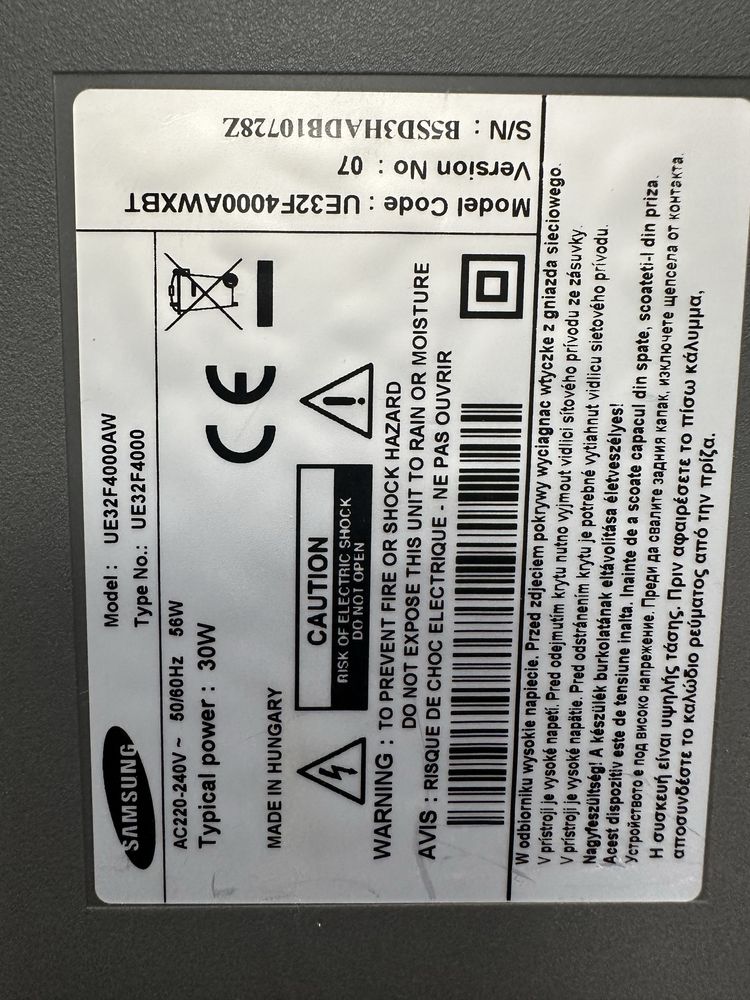 SAMSUNG
Model : UE32F4000AW
Type No.: UE32F4000
AC220-240V ~ 50/60Hz 56W
Typical power : 30W
MADE IN HUNGARY
CE
CAUTION
RISK OF ELECTRIC SHOCK
DO NOT OPEN
WARNING : TO PREVENT FIRE OR SHOCK HAZARD
DO NOT EXPOSE THIS UNIT TO RAIN OR MOISTURE
AVIS : RISQUE DE CHOC ELECTRIQUE - NE PAS OUVRIR
Model Code : UE32F4000AWXBT
Version No : 07
S/N : B5SD3HADB10728Z
W odbiorniku wysokie napiecie. Przed zdjeciem pokrywy wyciagnac wtyczke z gniazda sieciowego.
V pristroji je vysoké napetí. Pred odejmutím krytu nutno vyjmout vidlici sítového prívodu ze zásuvky.
V prístroji je vysoké napätie. Pred odstránením krytu je potrebné vytiahnut vidlicu sietového prívodu.
Nagyfeszültség! A készülék burkolatának eltávolítása életveszélyes!
Acest dispozitiv este de tensiune inalta. Inainte de a scoate capacul din spate, scoateti-l din priza.
Устройството е под високо напрежение. Преди да свалите задния капак, изключете щепсела от контакта.
Η συσκευή είναι υψηλής τάσης. Πριν αφαιρέσετε το πίσω κάλυμμα,
αποσυνδέστε το καλώδιο ρεύματος από την πρίζα.